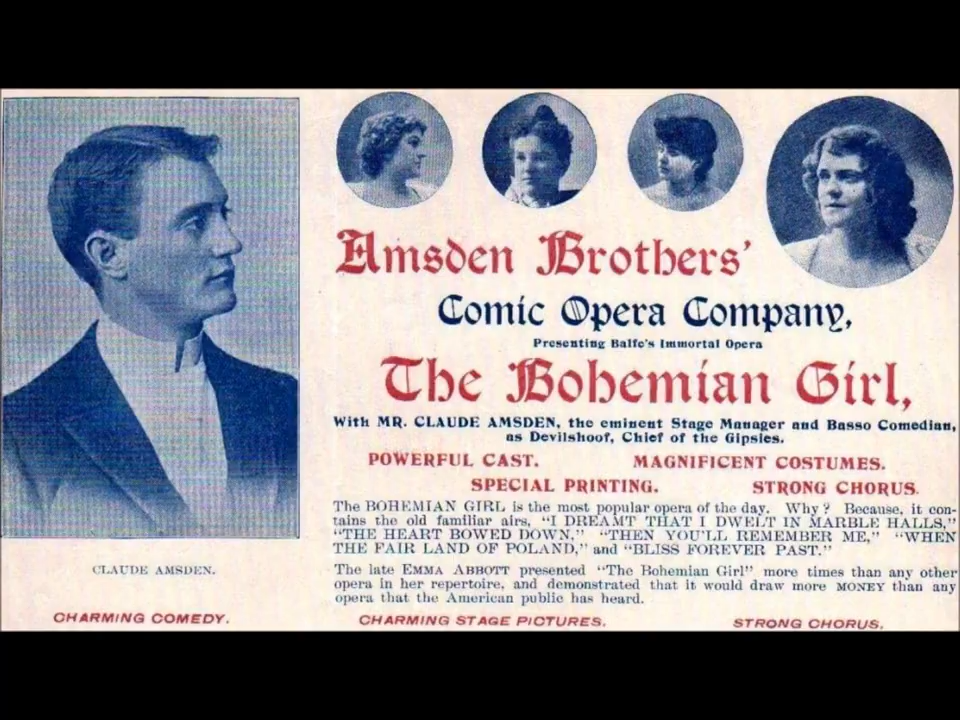 Amsden Brothers'
Comic Opera Company,
Presenting Balfe's Immortal Opera
The Bohemian Girl,
With MR. CLAUDE AMSDEN, the eminent Stage Manager and Basso Comedian,
as Devilshoof, Chief of the Gipsies.
POWERFUL CAST. MAGNIFICENT COSTUMES.
SPECIAL PRINTING. STRONG CHORUS.
The BOHEMIAN GIRL is the most popular opera of the day. Why? Because, it con-
tains the old familiar airs, "I DREAMT THAT I DWELT IN MARBLE HALLS,"
"THE HEART BOWED DOWN," "THEN YOU'LL REMEMBER ME," "WHEN
THE FAIR LAND OF POLAND," and "BLISS FOREVER PAST."
The late EMMA ABBOTT presented "The Bohemian Girl" more times than any other
opera in her repertoire, and demonstrated that it would draw more MONEY than any
opera that the American public has heard.
CLAUDE AMSDEN.
CHARMING COMEDY. CHARMING STAGE PICTURES. STRONG CHORUS.